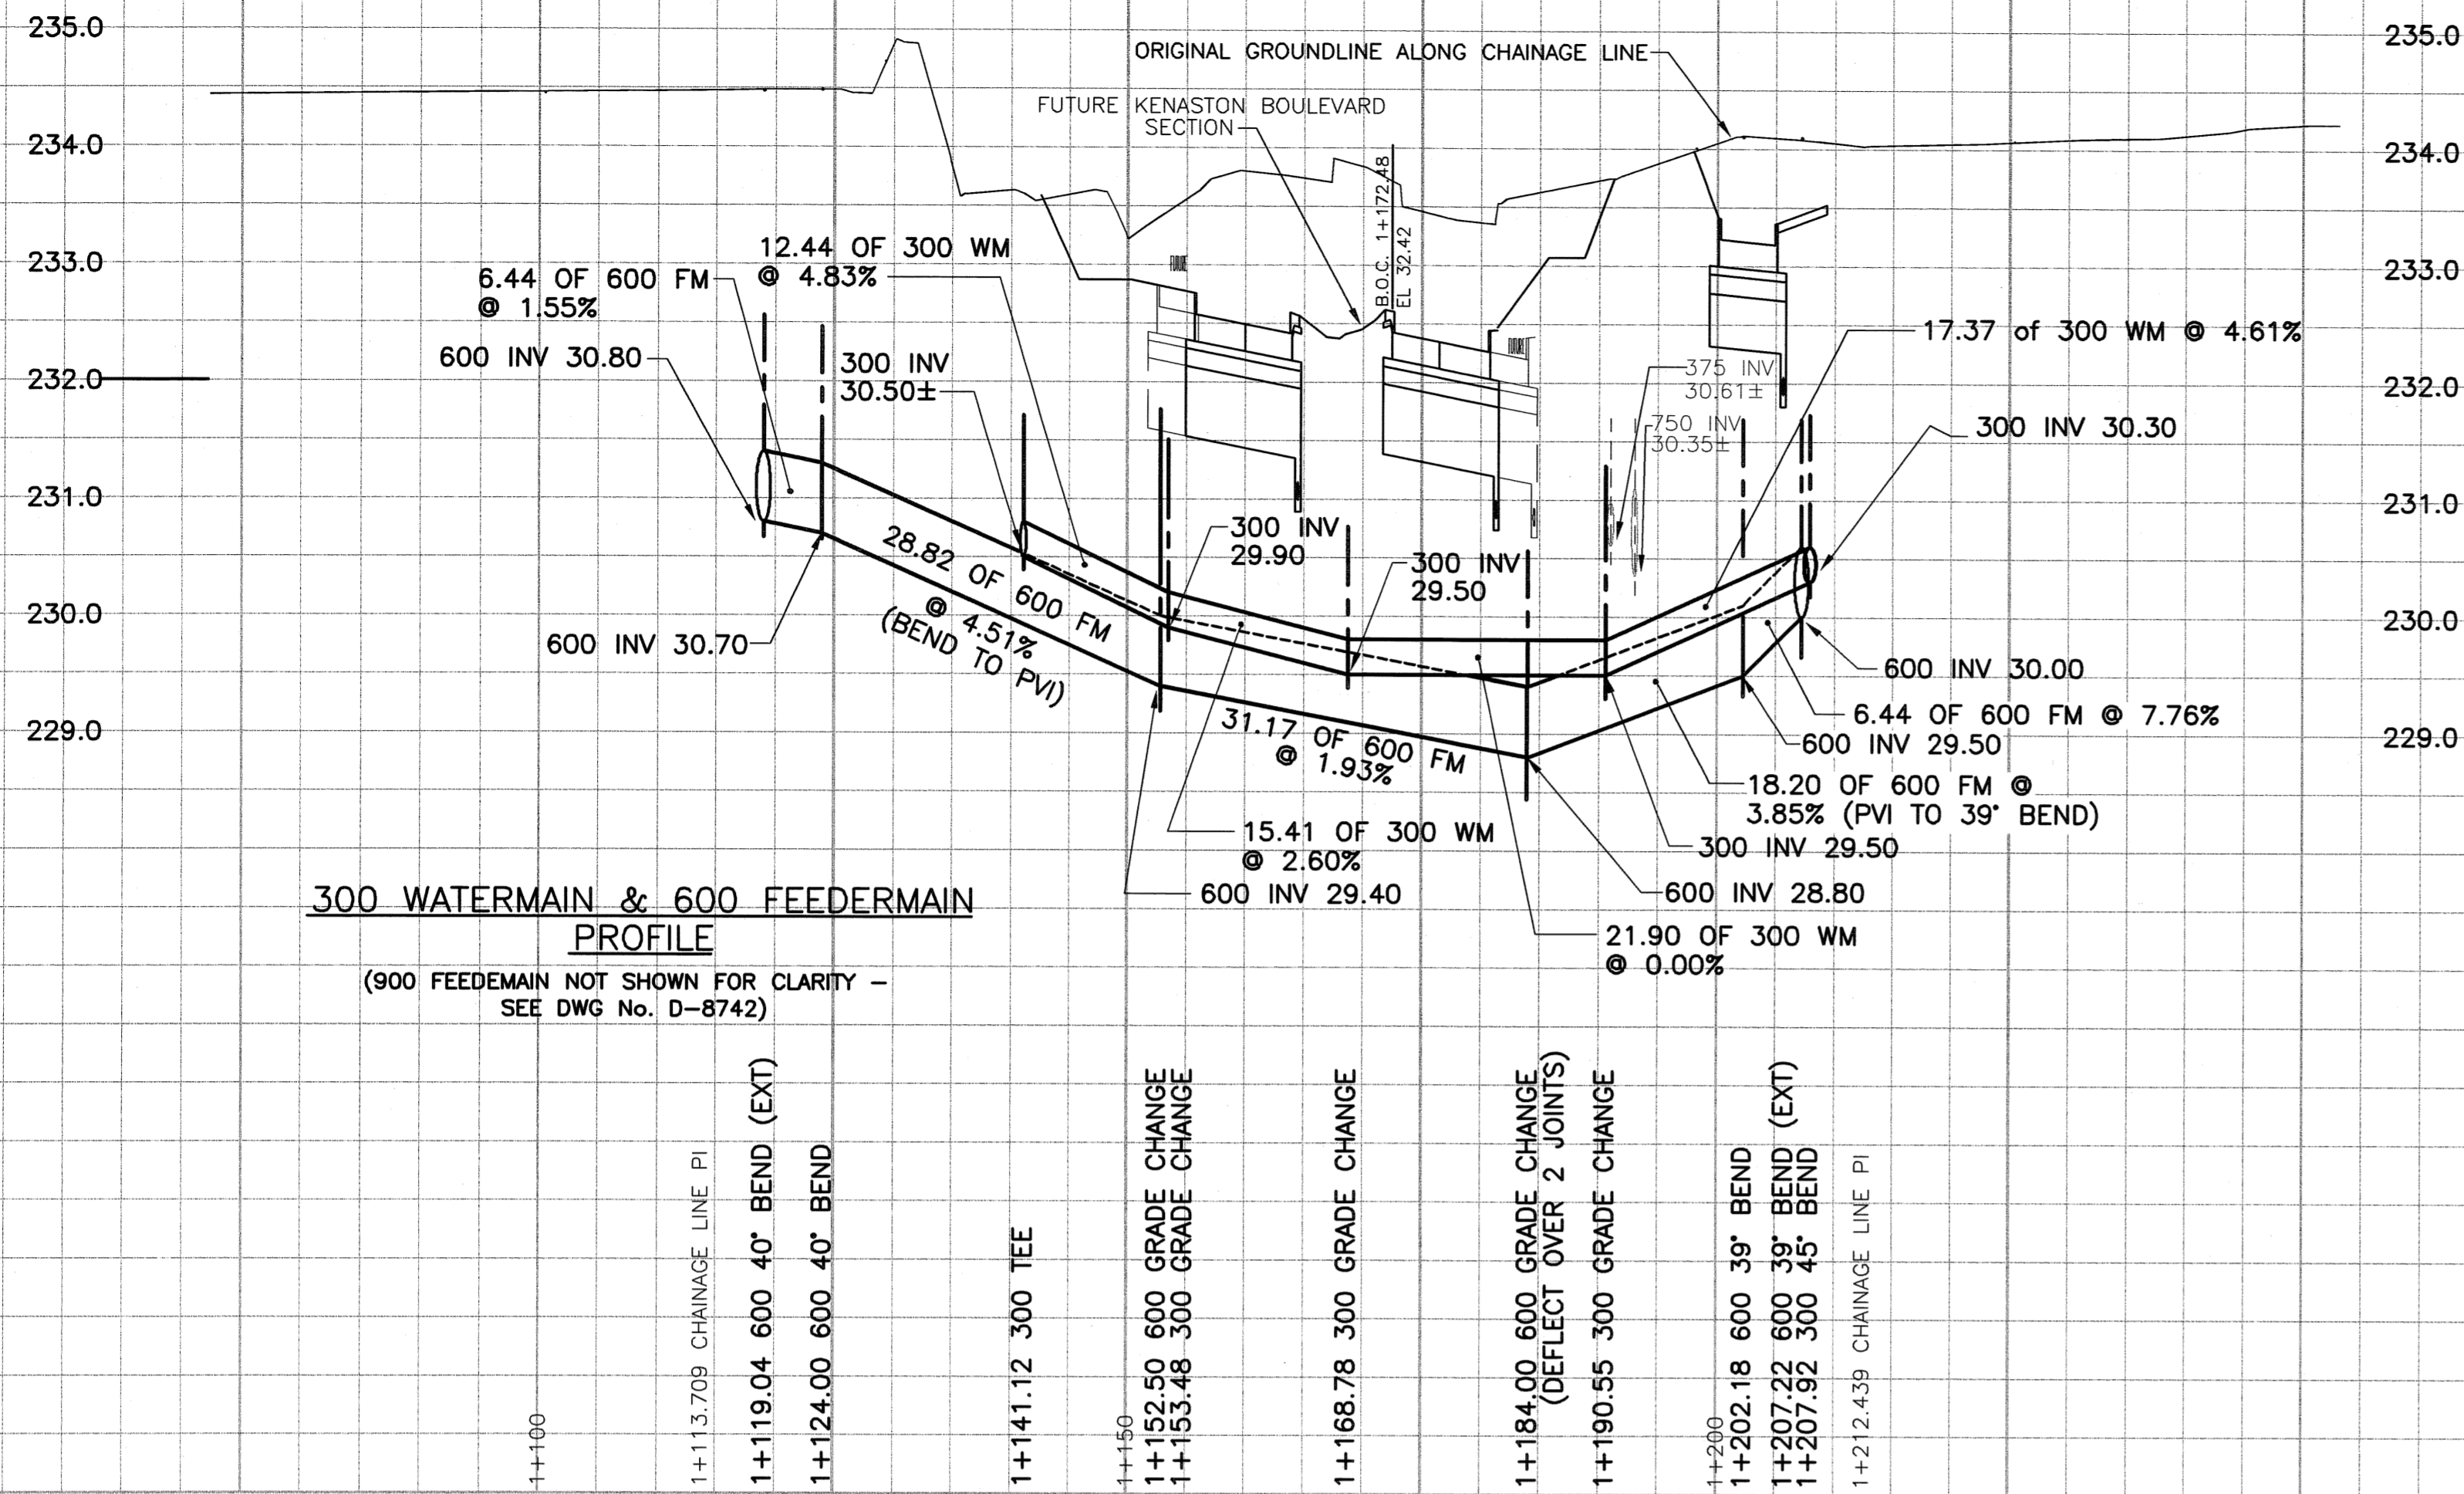 235.0
234.0
233.0
232.0
231.0
230.0
229.0
235.0
234.0
233.0
232.0
231.0
230.0
229.0
ORIGINAL GROUNDLINE ALONG CHAINAGE LINE
FUTURE KENASTON BOULEVARD
SECTION
B.O.C. 1+172.48
EL 32.42
FUTURE
FUTURE
12.44 OF 300 WM
@ 4.83%
6.44 OF 600 FM
@ 1.55%
600 INV 30.80
300 INV
30.50±
17.37 of 300 WM @ 4.61%
375 INV
30.61±
750 INV
30.35±
300 INV 30.30
300 INV
29.90
300 INV
29.50
28.82 OF 600 FM
@ 4.51%
(BEND TO PVI)
600 INV 30.70
31.17 OF 600 FM
@ 1.93%
600 INV 30.00
6.44 OF 600 FM @ 7.76%
600 INV 29.50
18.20 OF 600 FM @
3.85% (PVI TO 39° BEND)
15.41 OF 300 WM
@ 2.60%
300 INV 29.50
600 INV 29.40
600 INV 28.80
21.90 OF 300 WM
@ 0.00%
300 WATERMAIN & 600 FEEDERMAIN
PROFILE
(900 FEEDEMAIN NOT SHOWN FOR CLARITY –
SEE DWG No. D-8742)
1+100
1+113.709 CHAINAGE LINE PI
1+119.04 600 40° BEND (EXT)
1+124.00 600 40° BEND
1+141.12 300 TEE
1+150
1+152.50 600 GRADE CHANGE
1+153.48 300 GRADE CHANGE
1+168.78 300 GRADE CHANGE
1+184.00 600 GRADE CHANGE
(DEFLECT OVER 2 JOINTS)
1+190.55 300 GRADE CHANGE
1+200
1+202.18 600 39° BEND
1+207.22 600 39° BEND (EXT)
1+207.92 300 45° BEND
1+212.439 CHAINAGE LINE PI